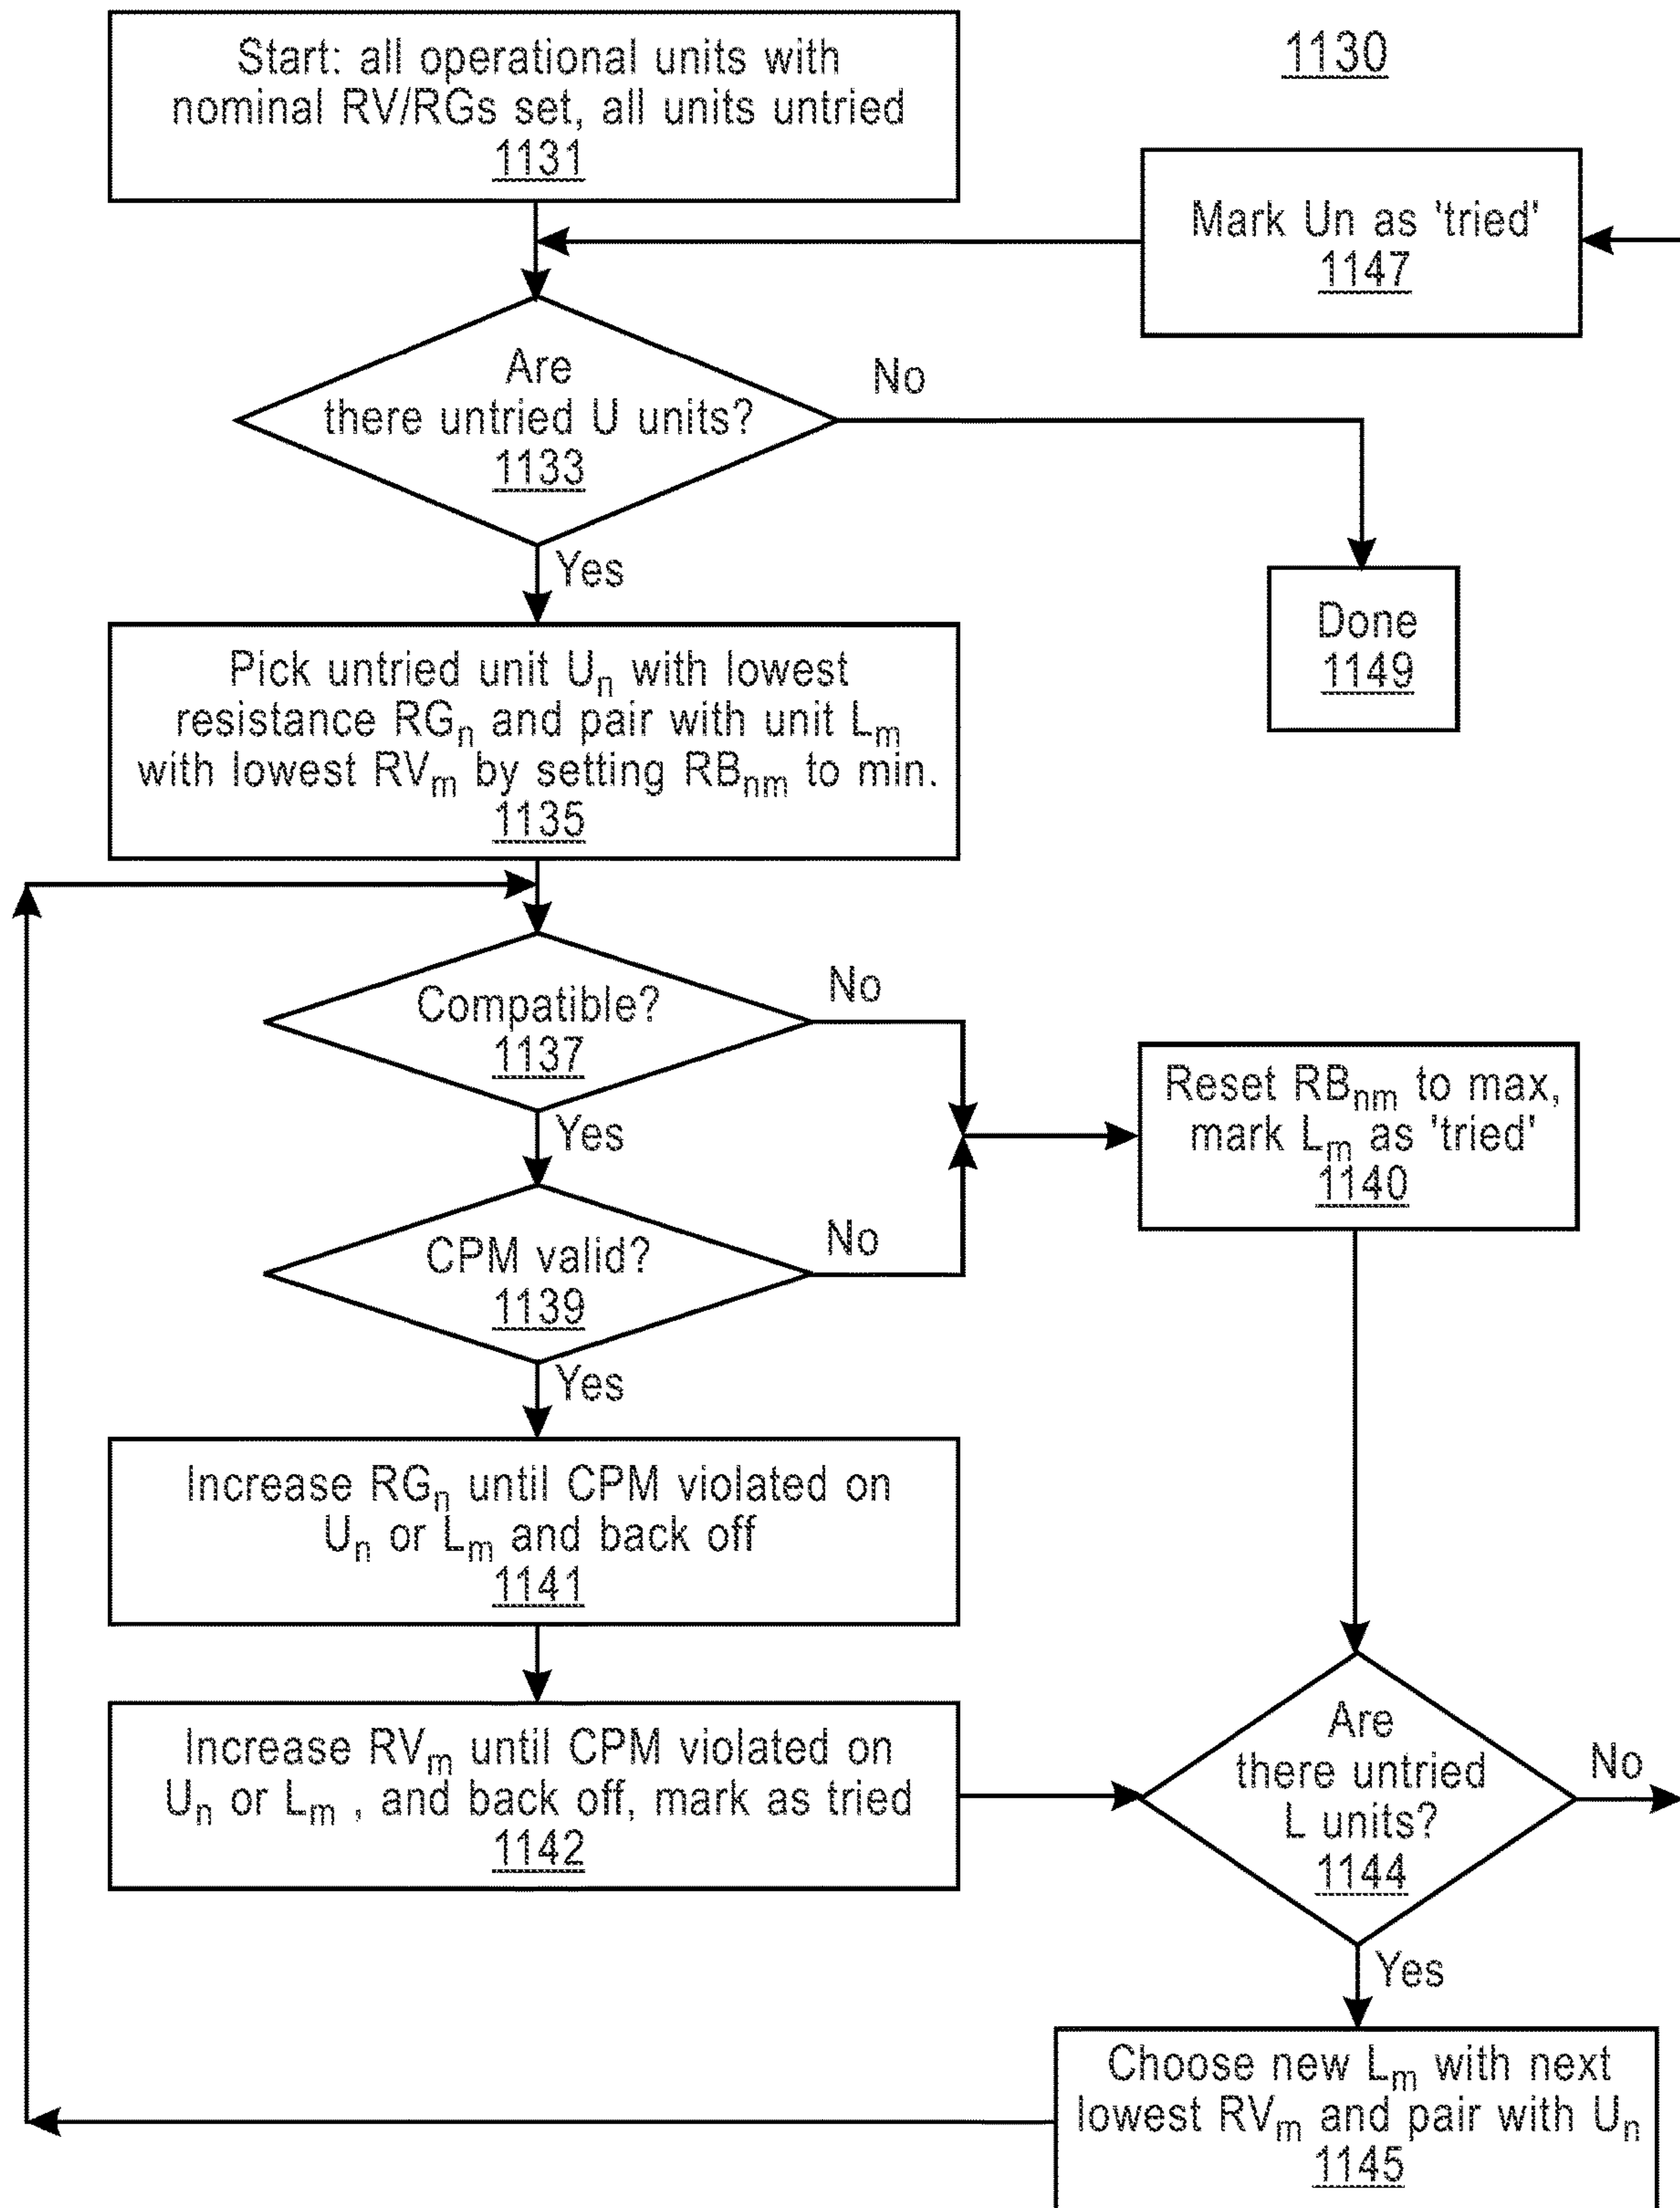 1130
Start: all operational units with
nominal RV/RGs set, all units untried
1131
Mark Un as 'tried'
1147
Are
there untried U units?
1133
No
Yes
Done
1149
Pick untried unit Un with lowest
resistance RGn and pair with unit Lm
with lowest RVm by setting RBnm to min.
1135
Compatible?
1137
No
Yes
Reset RBnm to max,
mark Lm as 'tried'
1140
CPM valid?
1139
No
Yes
Increase RGn until CPM violated on
Un or Lm and back off
1141
Increase RVm until CPM violated on
Un or Lm , and back off, mark as tried
1142
Are
there untried
L units?
1144
No
Yes
Choose new Lm with next
lowest RVm and pair with Un
1145